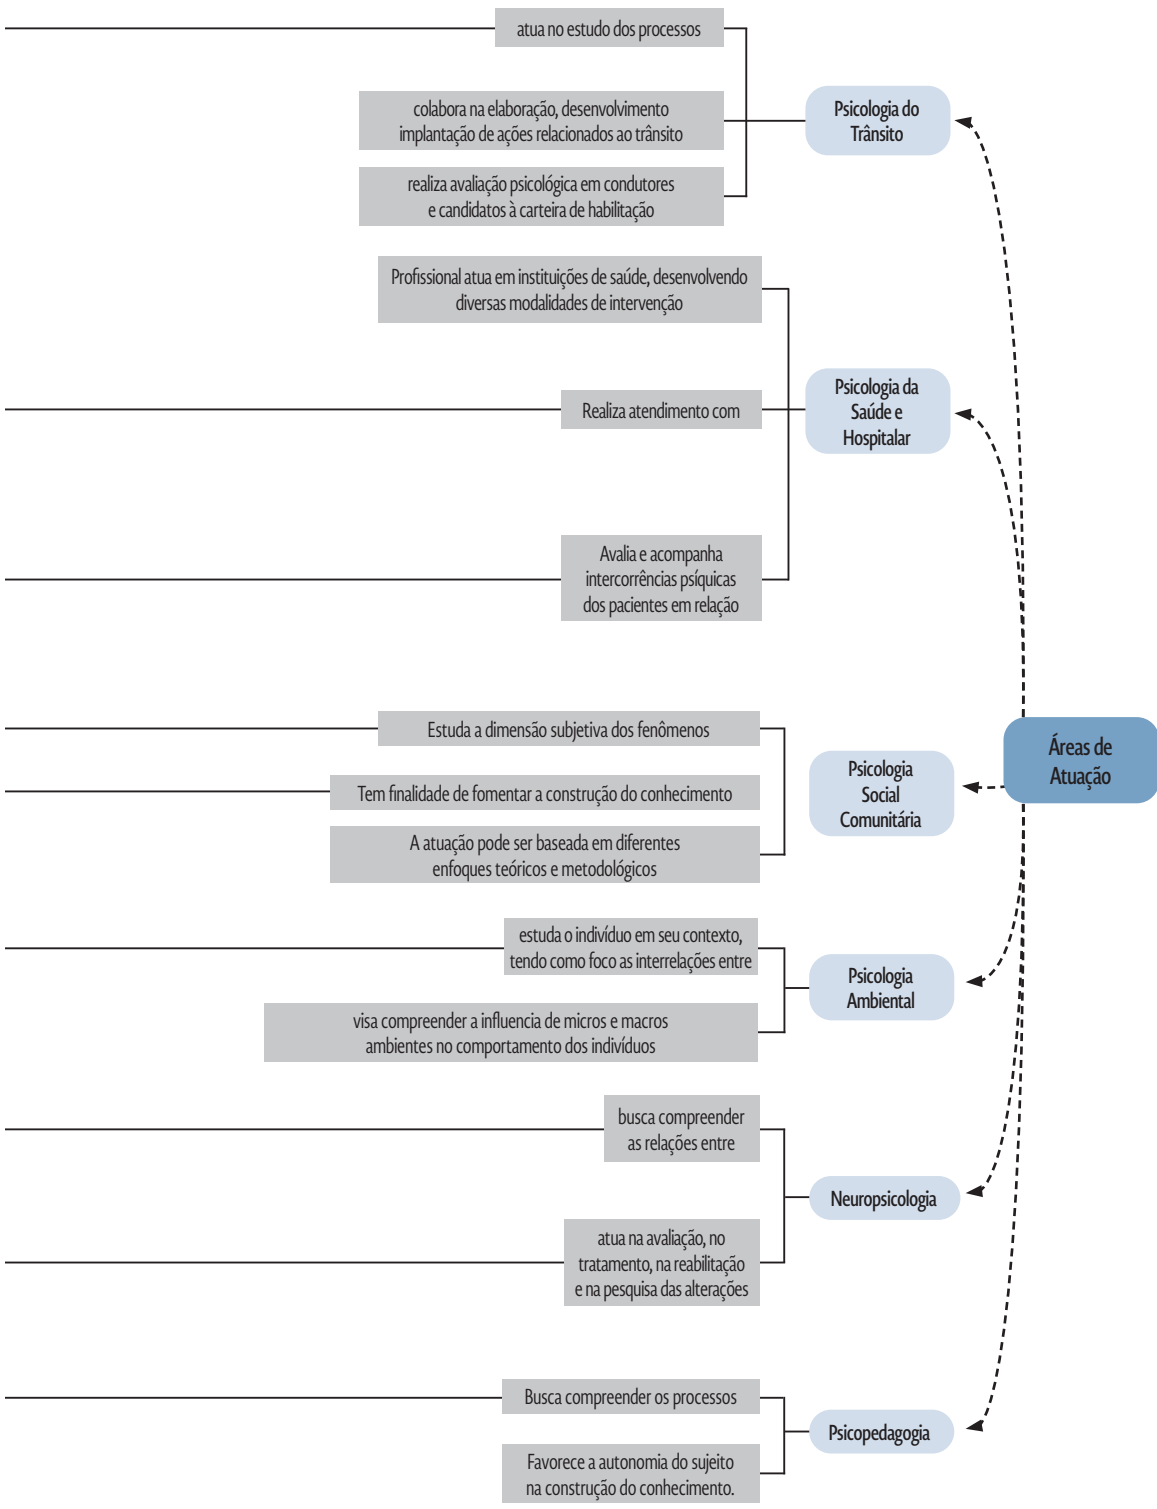 atua no estudo dos processos
colabora na elaboração, desenvolvimento
implantação de ações relacionados ao trânsito
realiza avaliação psicológica em condutores
e candidatos à carteira de habilitação
Psicologia do
Trânsito
Profissional atua em instituições de saúde, desenvolvendo
diversas modalidades de intervenção
Realiza atendimento com
Avalia e acompanha
intercorrências psíquicas
dos pacientes em relação
Psicologia da
Saúde e
Hospitalar
Estuda a dimensão subjetiva dos fenômenos
Tem finalidade de fomentar a construção do conhecimento
A atuação pode ser baseada em diferentes
enfoques teóricos e metodológicos
Psicologia
Social
Comunitária
Áreas de
Atuação
estuda o indivíduo em seu contexto,
tendo como foco as interrelações entre
visa compreender a influencia de micros e macros
ambientes no comportamento dos indivíduos
Psicologia
Ambiental
busca compreender
as relações entre
atua na avaliação, no
tratamento, na reabilitação
e na pesquisa das alterações
Neuropsicologia
Busca compreender os processos
Favorece a autonomia do sujeito
na construção do conhecimento.
Psicopedagogia